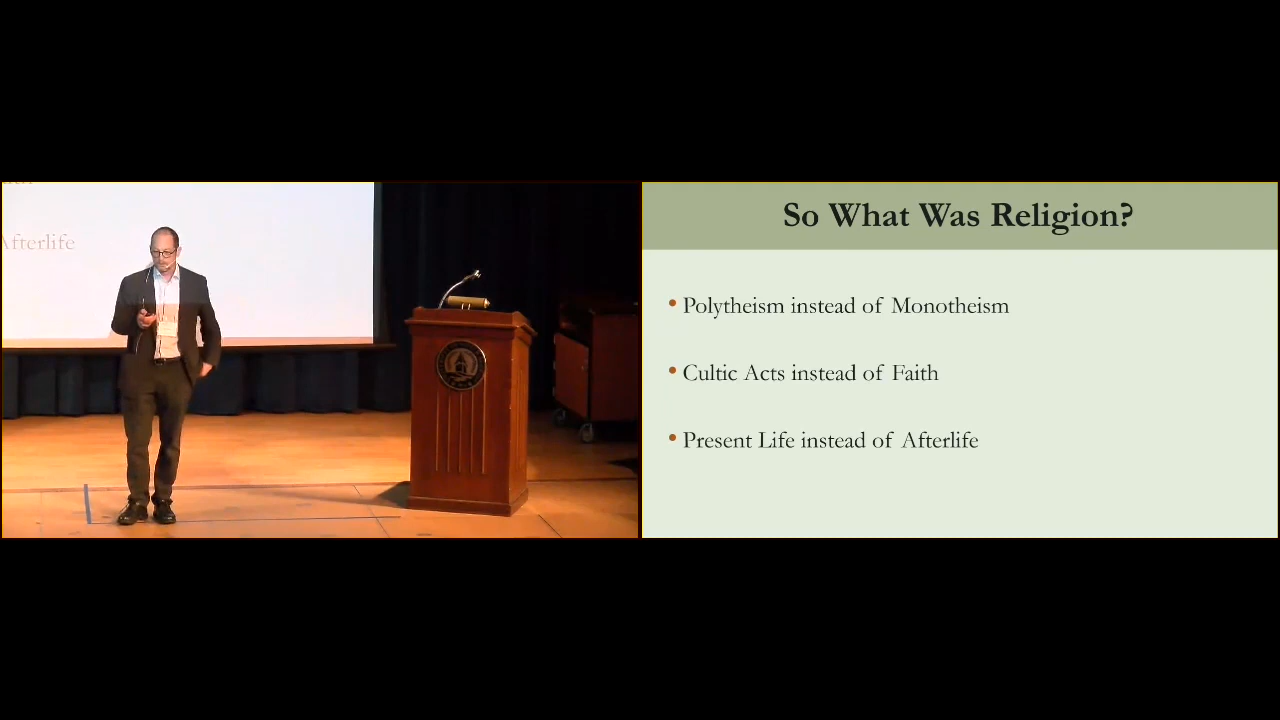 Afterlife
So What Was Religion?
• Polytheism instead of Monotheism
• Cultic Acts instead of Faith
• Present Life instead of Afterlife